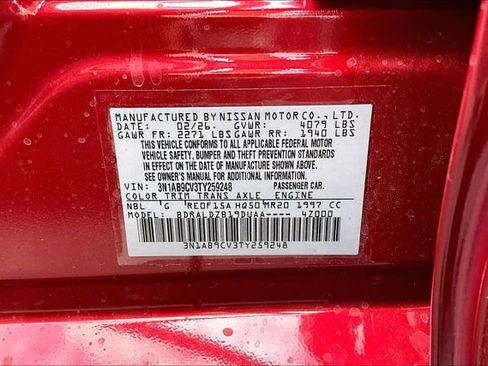 MANUFACTURED BY NISSAN MOTOR CO., LTD.
DATE: 02/26. GVWR: 4079 LBS
GAWR FR: 2271 LBS GAWR RR: 1940 LBS
THIS VEHICLE CONFORMS TO ALL APPLICABLE FEDERAL MOTOR
VEHICLE SAFETY, BUMPER AND THEFT PREVENTION STANDARDS
IN EFFECT ON THE DATE OF MANUFACTURE SHOWN ABOVE.
SEE OWNER'S MANUAL FOR ADDITIONAL INFORMATION
VIN: 3N1AB9CV3TY259248 PASSENGER CAR.
COLOR TRIM TRANS AXLE ENGINE
NBL 'G 'RE0F15A HQ50'MR20 1997 CC
MODEL: BDRALDZB19DUAA---- 4Z000
3N1AB9CV3TY259248